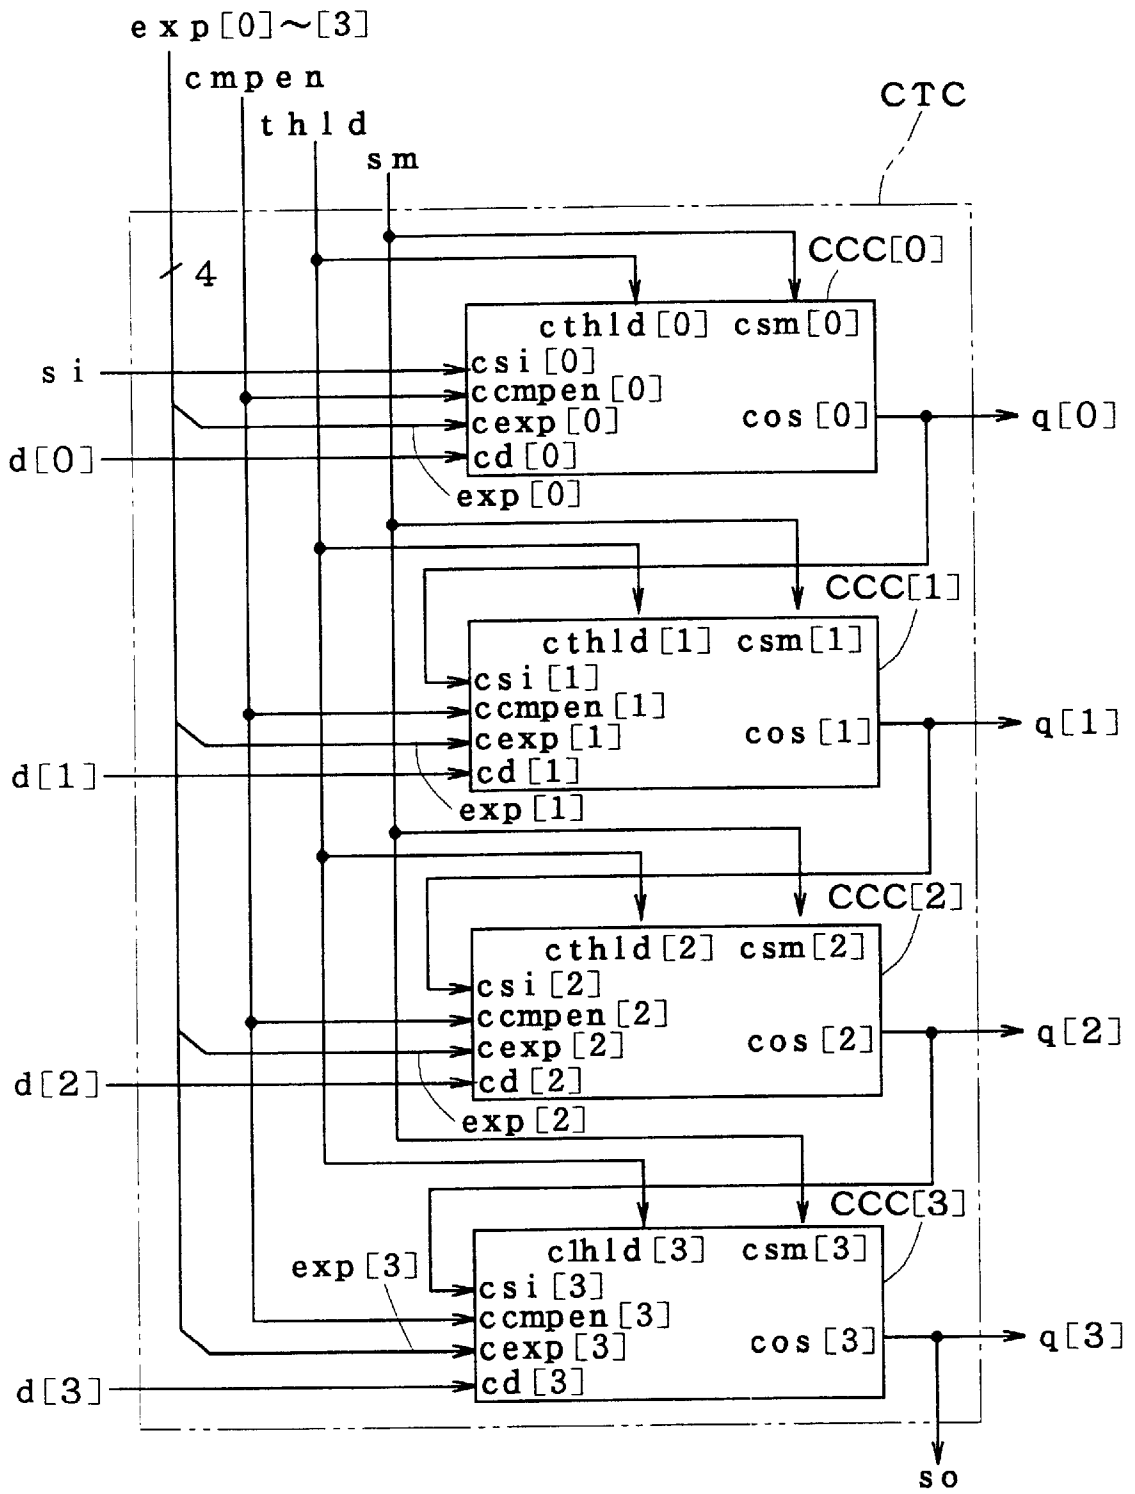 exp[0]～[3]
cmpen
thld
sm
CTC
4
CCC[0]
cthld[0] csm[0]
si
csi[0]
ccmpen[0]
cexp[0]
cos[0]
q[0]
d[0]
cd[0]
exp[0]
CCC[1]
cthld[1] csm[1]
csi[1]
ccmpen[1]
cexp[1]
cos[1]
q[1]
d[1]
cd[1]
exp[1]
CCC[2]
cthld[2] csm[2]
csi[2]
ccmpen[2]
cexp[2]
cos[2]
q[2]
d[2]
cd[2]
exp[2]
CCC[3]
clhld[3] csm[3]
exp[3]
csi[3]
ccmpen[3]
cexp[3]
cos[3]
q[3]
d[3]
cd[3]
so